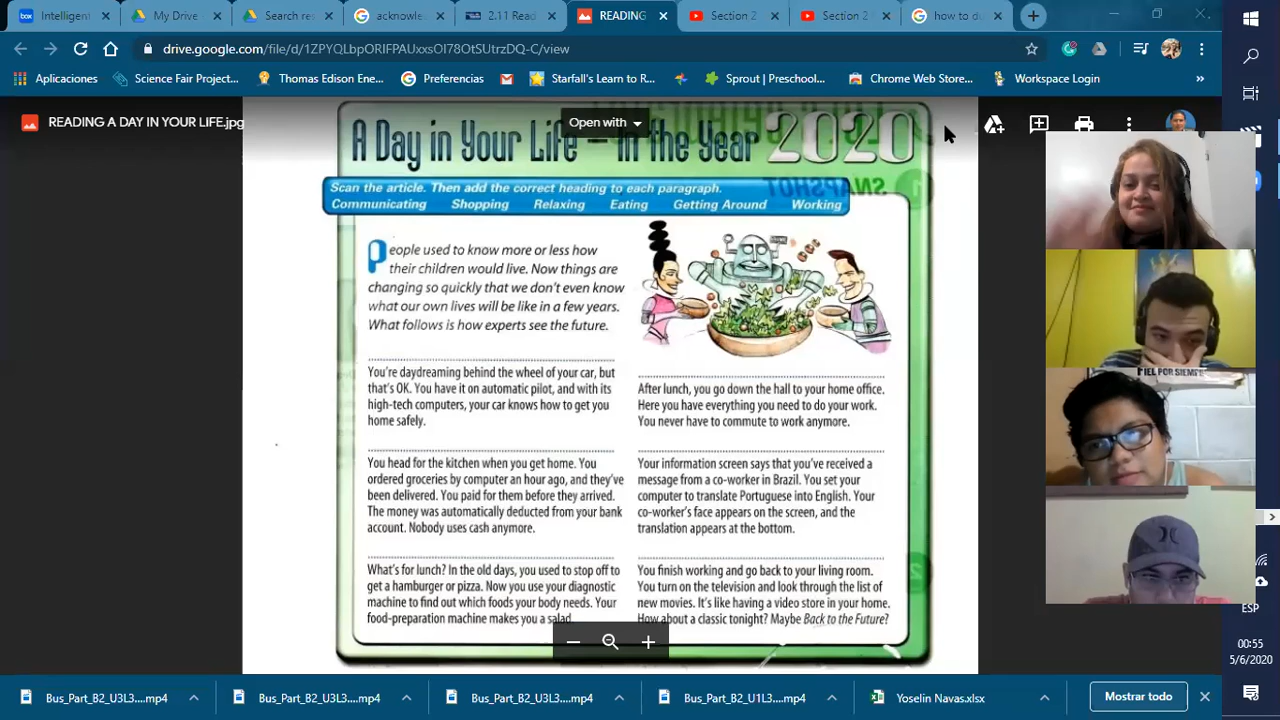 Intelligent
My Drive
Search res
acknowle
2.11 Read
READING
Section 2
Section 2
how to do
drive.google.com/file/d/1ZPYQLbpORIFPAUxxsOI78OtSUtrzDQ-C/view
Aplicaciones
Science Fair Project...
Thomas Edison Ene...
Preferencias
Starfall's Learn to R...
Sprout | Preschool...
Chrome Web Store...
Workspace Login
»
READING A DAY IN YOUR LIFE.jpg
Open with
A Day in Your Life – In the Year 2020
Scan the article. Then add the correct heading to each paragraph.
Communicating Shopping Relaxing Eating Getting Around Working
SNAPSHOT
1
People used to know more or less how
their children would live. Now things are
changing so quickly that we don't even know
what our own lives will be like in a few years.
What follows is how experts see the future.
You're daydreaming behind the wheel of your car, but
that's OK. You have it on automatic pilot, and with its
high-tech computers, your car knows how to get you
home safely.
You head for the kitchen when you get home. You
ordered groceries by computer an hour ago, and they've
been delivered. You paid for them before they arrived.
The money was automatically deducted from your bank
account. Nobody uses cash anymore.
What's for lunch? In the old days, you used to stop off to
get a hamburger or pizza. Now you use your diagnostic
machine to find out which foods your body needs. Your
food-preparation machine makes you a salad.
After lunch, you go down the hall to your home office.
Here you have everything you need to do your work.
You never have to commute to work anymore.
Your information screen says that you've received a
message from a co-worker in Brazil. You set your
computer to translate Portuguese into English. Your
co-worker's face appears on the screen, and the
translation appears at the bottom.
You finish working and go back to your living room.
You turn on the television and look through the list of
new movies. It's like having a video store in your home.
How about a classic tonight? Maybe Back to the Future?
2
FIEL POR SIEMPRE
ESP
00:55
5/6/2020
Bus_Part_B2_U3L3....mp4
Bus_Part_B2_U3L3....mp4
Bus_Part_B2_U3L3....mp4
Bus_Part_B2_U1L3....mp4
Yoselin Navas.xlsx
Mostrar todo